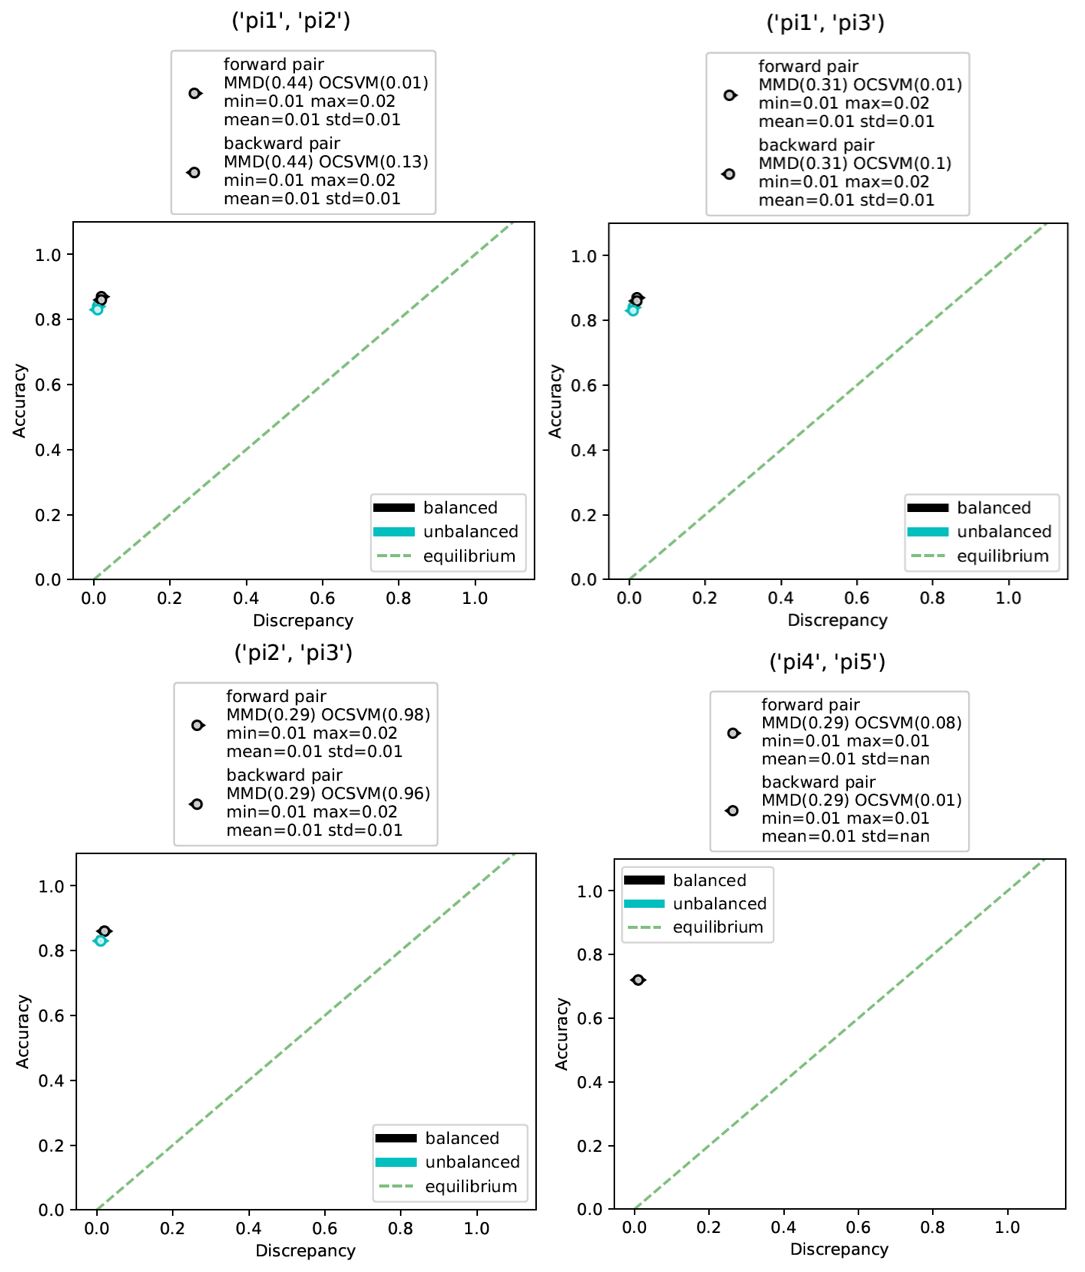 ('pi1', 'pi2')
forward pair
MMD(0.44) OCSVM(0.01)
min=0.01 max=0.02
mean=0.01 std=0.01
backward pair
MMD(0.44) OCSVM(0.13)
min=0.01 max=0.02
mean=0.01 std=0.01
1.0
0.8
0.6
0.4
0.2
0.0
Accuracy
balanced
unbalanced
equilibrium
0.0 0.2 0.4 0.6 0.8 1.0
Discrepancy
('pi1', 'pi3')
forward pair
MMD(0.31) OCSVM(0.01)
min=0.01 max=0.02
mean=0.01 std=0.01
backward pair
MMD(0.31) OCSVM(0.1)
min=0.01 max=0.02
mean=0.01 std=0.01
1.0
0.8
0.6
0.4
0.2
0.0
Accuracy
balanced
unbalanced
equilibrium
0.0 0.2 0.4 0.6 0.8 1.0
Discrepancy
('pi2', 'pi3')
forward pair
MMD(0.29) OCSVM(0.98)
min=0.01 max=0.02
mean=0.01 std=0.01
backward pair
MMD(0.29) OCSVM(0.96)
min=0.01 max=0.02
mean=0.01 std=0.01
1.0
0.8
0.6
0.4
0.2
0.0
Accuracy
balanced
unbalanced
equilibrium
0.0 0.2 0.4 0.6 0.8 1.0
Discrepancy
('pi4', 'pi5')
forward pair
MMD(0.29) OCSVM(0.08)
min=0.01 max=0.01
mean=0.01 std=nan
backward pair
MMD(0.29) OCSVM(0.01)
min=0.01 max=0.01
mean=0.01 std=nan
balanced
unbalanced
equilibrium
1.0
0.8
0.6
0.4
0.2
0.0
Accuracy
0.0 0.2 0.4 0.6 0.8 1.0
Discrepancy